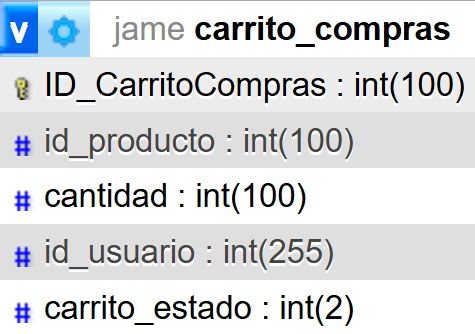 v jame carrito_compras
ID_CarritoCompras : int(100)
# id_producto : int(100)
# cantidad : int(100)
# id_usuario : int(255)
# carrito_estado : int(2)